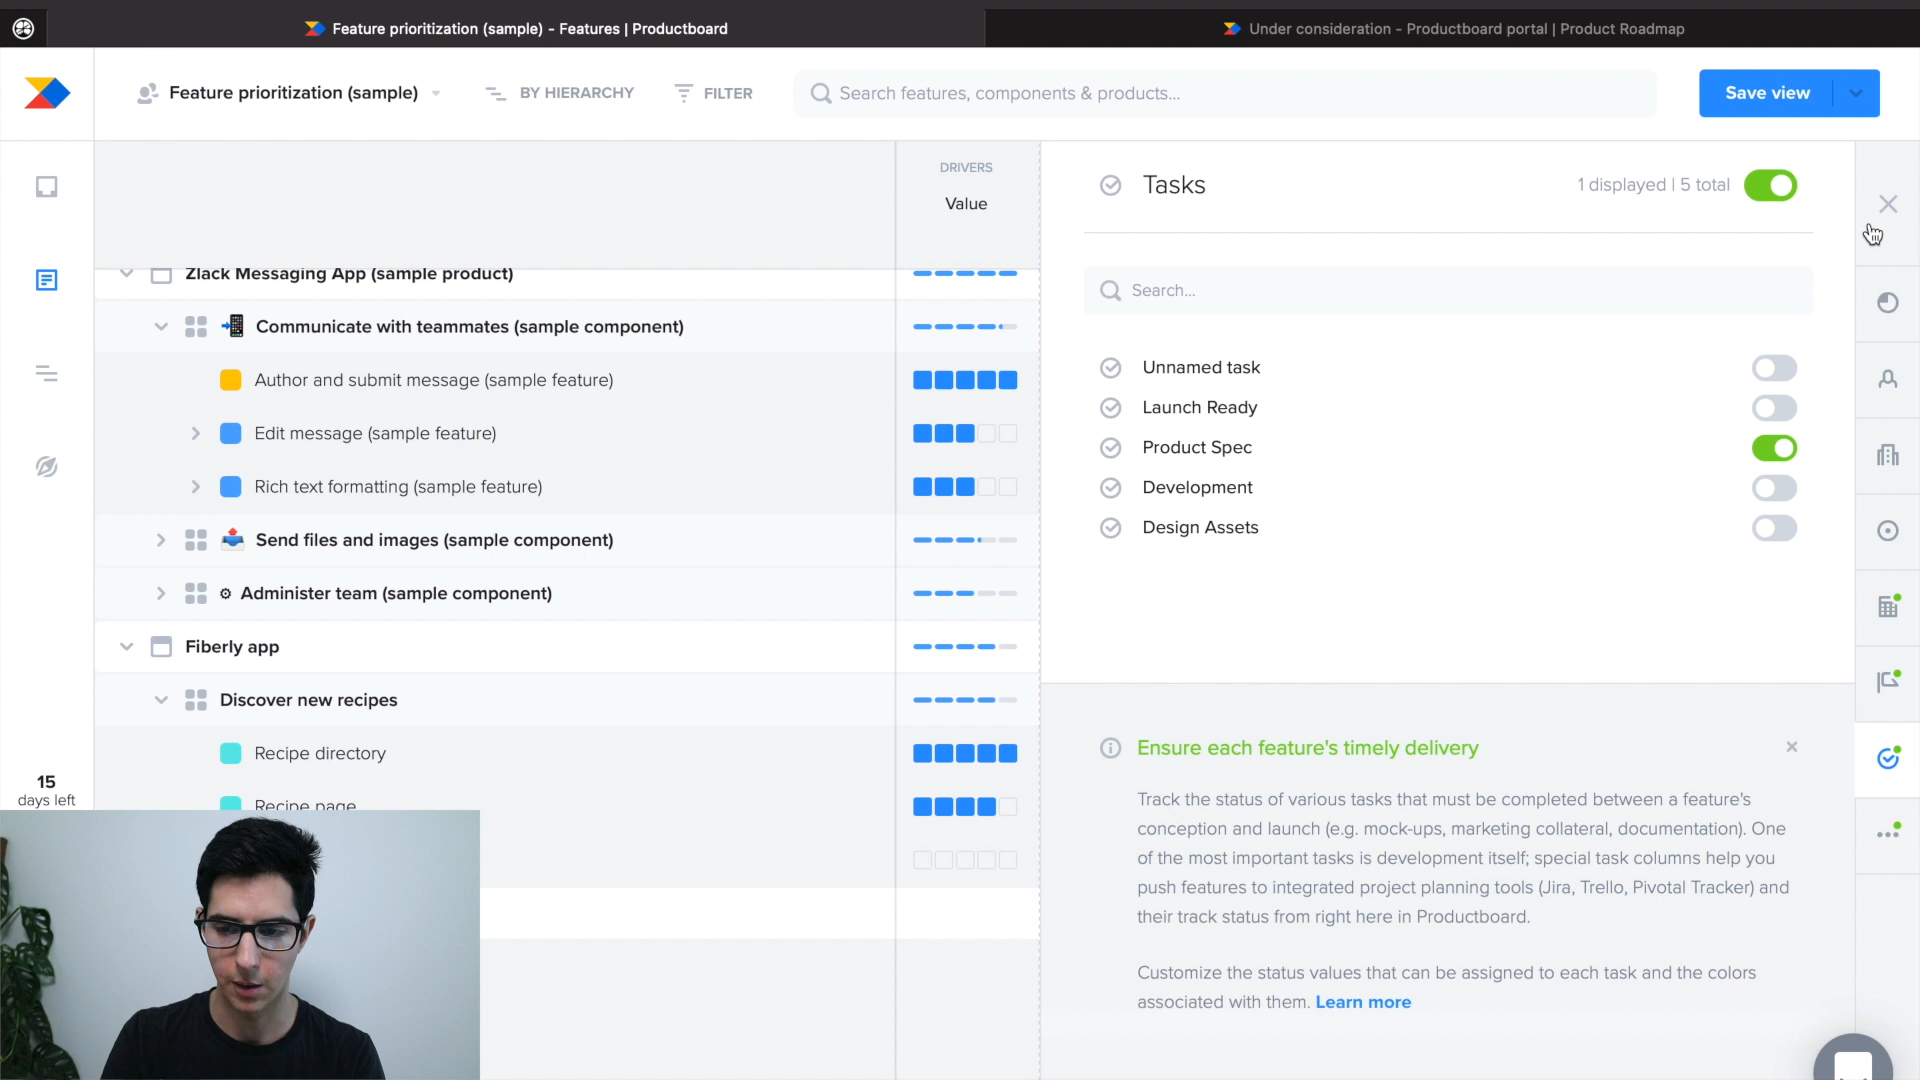 Feature prioritization (sample) - Features | Productboard
Under consideration - Productboard portal | Product Roadmap
Feature prioritization (sample)
BY HIERARCHY
FILTER
Search features, components & products...
Save view
DRIVERS
Value
Zlack Messaging App (sample product)
Communicate with teammates (sample component)
Author and submit message (sample feature)
Edit message (sample feature)
Rich text formatting (sample feature)
Send files and images (sample component)
Administer team (sample component)
Fiberly app
Discover new recipes
Recipe directory
Recipe page
15
days left
Tasks
1 displayed | 5 total
Search...
Unnamed task
Launch Ready
Product Spec
Development
Design Assets
Ensure each feature's timely delivery
Track the status of various tasks that must be completed between a feature's
conception and launch (e.g. mock-ups, marketing collateral, documentation). One
of the most important tasks is development itself; special task columns help you
push features to integrated project planning tools (Jira, Trello, Pivotal Tracker) and
their track status from right here in Productboard.
Customize the status values that can be assigned to each task and the colors
associated with them. Learn more